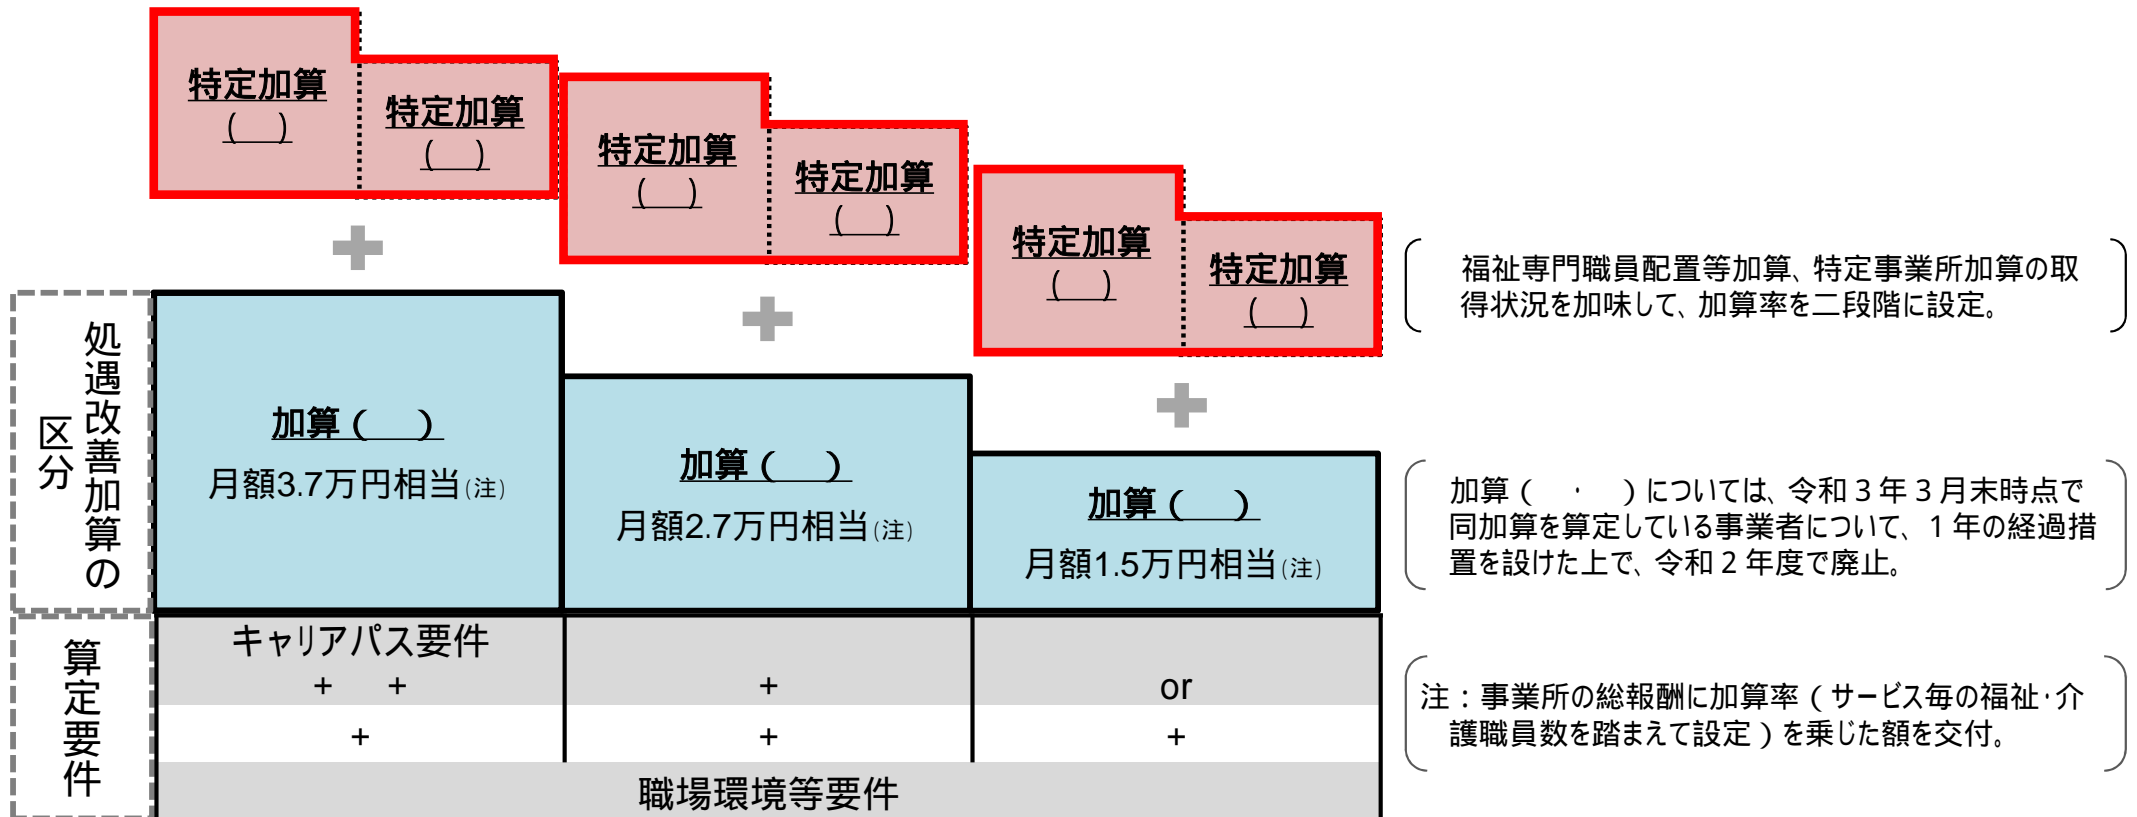 特定加算
(　)
特定加算
(　)
特定加算
(　)
特定加算
(　)
特定加算
(　)
特定加算
(　)
福祉専門職員配置等加算、特定事業所加算の取
得状況を加味して、加算率を二段階に設定。
処遇改善加算の
区分
加算（　）
月額3.7万円相当(注)
加算（　）
月額2.7万円相当(注)
加算（　）
月額1.5万円相当(注)
加算（　・　）については、令和３年３月末時点で
同加算を算定している事業者について、１年の経過措
置を設けた上で、令和２年度で廃止。
算定要件
キャリアパス要件
+　+
+
or
+
+
+
職場環境等要件
注：事業所の総報酬に加算率（サービス毎の福祉・介
護職員数を踏まえて設定）を乗じた額を交付。